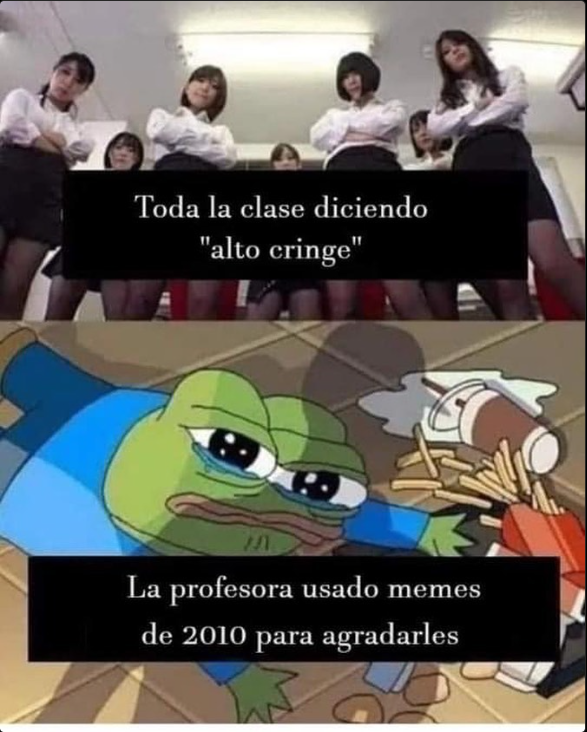 Toda la clase diciendo
"alto cringe"
La profesora usado memes
de 2010 para agradarles